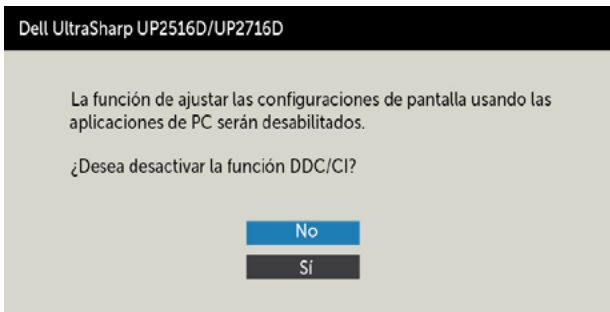 Dell UltraSharp UP2516D/UP2716D
La función de ajustar las configuraciones de pantalla usando las
aplicaciones de PC serán desabilitados.
¿Desea desactivar la función DDC/CI?
No
Sí